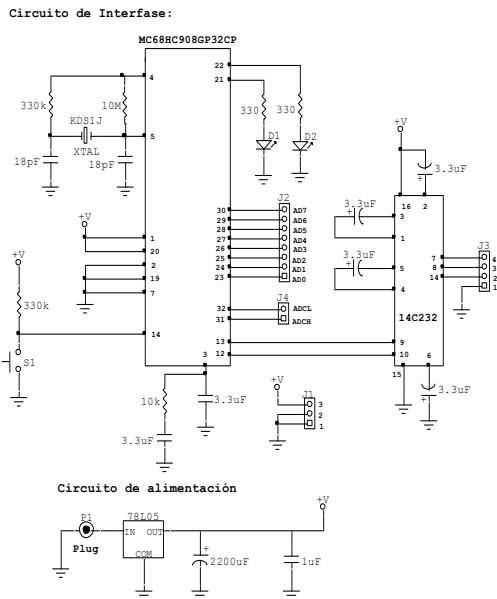 Circuito de Interfase:
MC68HC908GP32CP
22
21
4
330k
10M
KDS1J
XTAL
5
18pF
18pF
330
330
D1
D2
+V
3.3uF
16
2
J2
30
29
28
27
26
25
24
23
AD7
AD6
AD5
AD4
AD3
AD2
AD1
AD0
3.3uF
+
3
1
3.3uF
+
5
4
7
8
14
J3
4
3
2
1
14C232
+V
1
20
2
19
7
+V
330k
14
S1
32
31
J4
ADCL
ADCH
13
12
9
10
15
6
+
3.3uF
3
10k
3.3uF
3.3uF
+V
J1
3
2
1
Circuito de alimentación
P1
Plug
78L05
IN OUT
COM
+
2200uF
+V
1uF